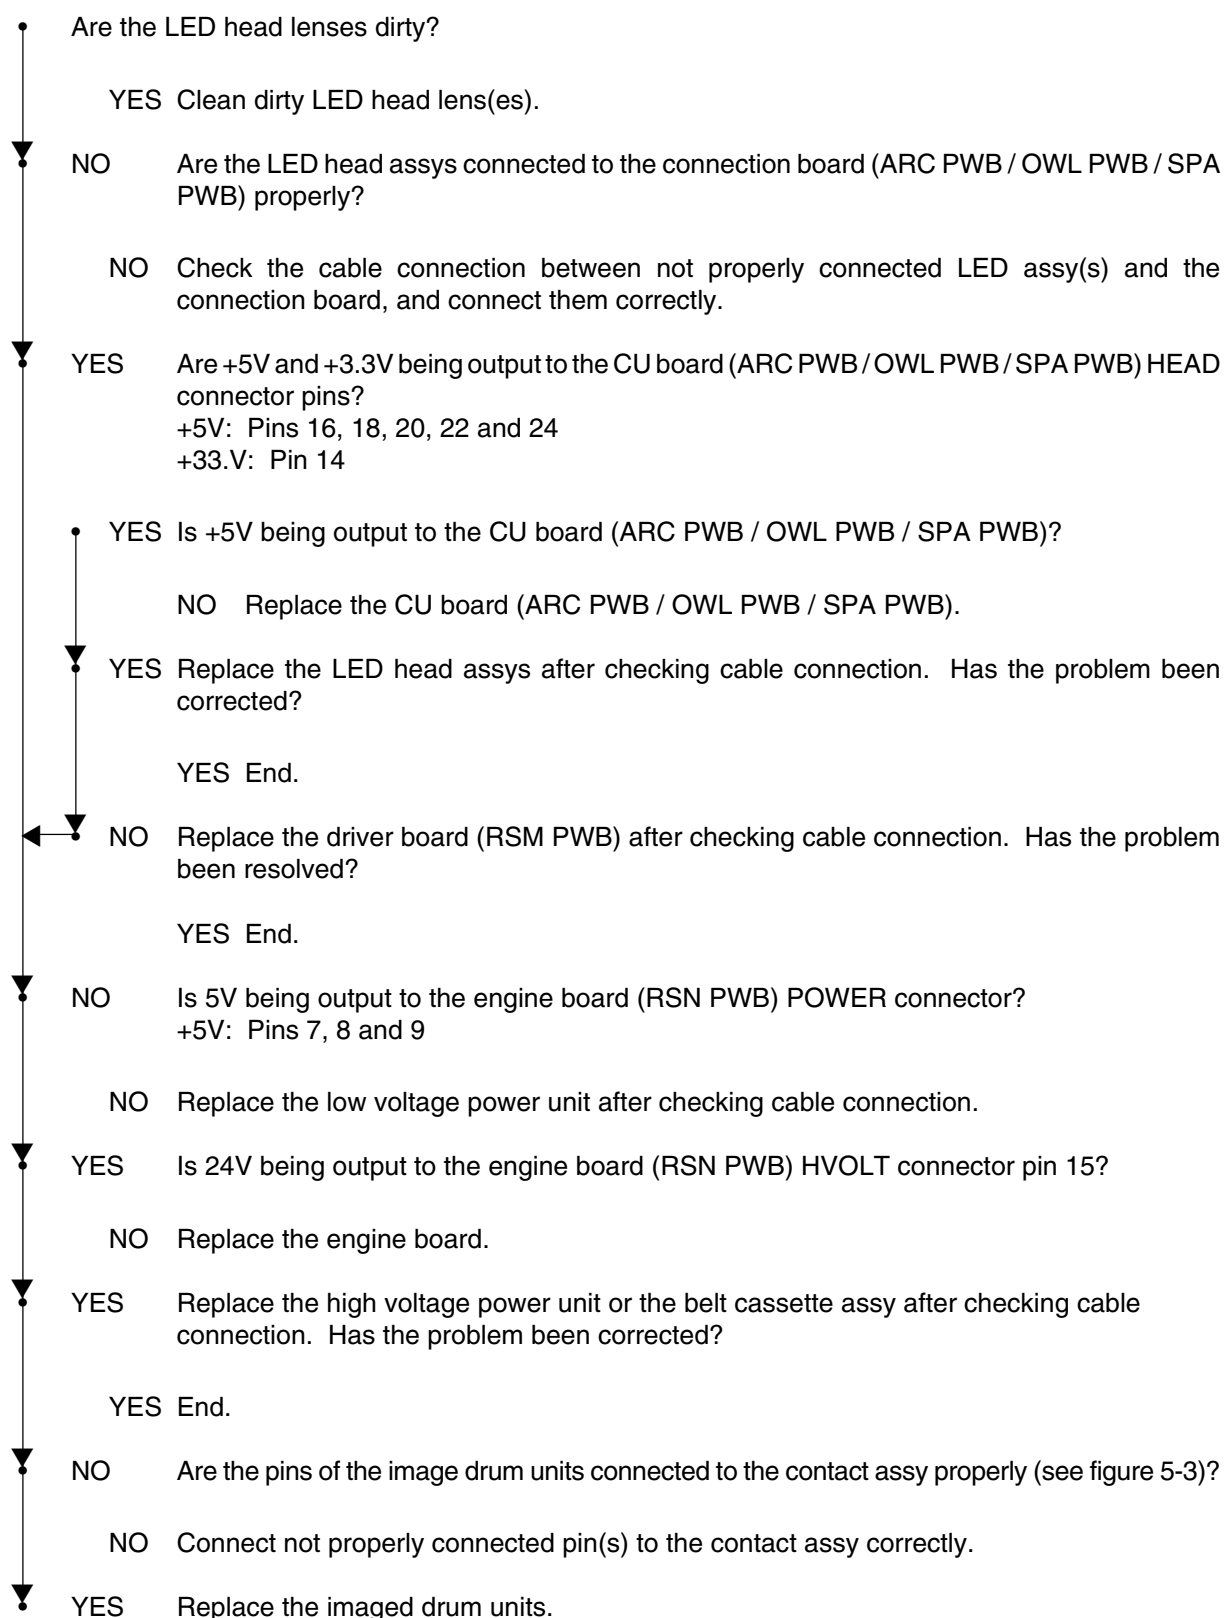 Are the LED head lenses dirty?
YES Clean dirty LED head lens(es).
NO Are the LED head assys connected to the connection board (ARC PWB / OWL PWB / SPA
PWB) properly?
NO Check the cable connection between not properly connected LED assy(s) and the
connection board, and connect them correctly.
YES Are +5V and +3.3V being output to the CU board (ARC PWB / OWL PWB / SPA PWB) HEAD
connector pins?
+5V: Pins 16, 18, 20, 22 and 24
+33.V: Pin 14
YES Is +5V being output to the CU board (ARC PWB / OWL PWB / SPA PWB)?
NO Replace the CU board (ARC PWB / OWL PWB / SPA PWB).
YES Replace the LED head assys after checking cable connection. Has the problem been
corrected?
YES End.
NO Replace the driver board (RSM PWB) after checking cable connection. Has the problem
been resolved?
YES End.
NO Is 5V being output to the engine board (RSN PWB) POWER connector?
+5V: Pins 7, 8 and 9
NO Replace the low voltage power unit after checking cable connection.
YES Is 24V being output to the engine board (RSN PWB) HVOLT connector pin 15?
NO Replace the engine board.
YES Replace the high voltage power unit or the belt cassette assy after checking cable
connection. Has the problem been corrected?
YES End.
NO Are the pins of the image drum units connected to the contact assy properly (see figure 5-3)?
NO Connect not properly connected pin(s) to the contact assy correctly.
YES Replace the imaged drum units.